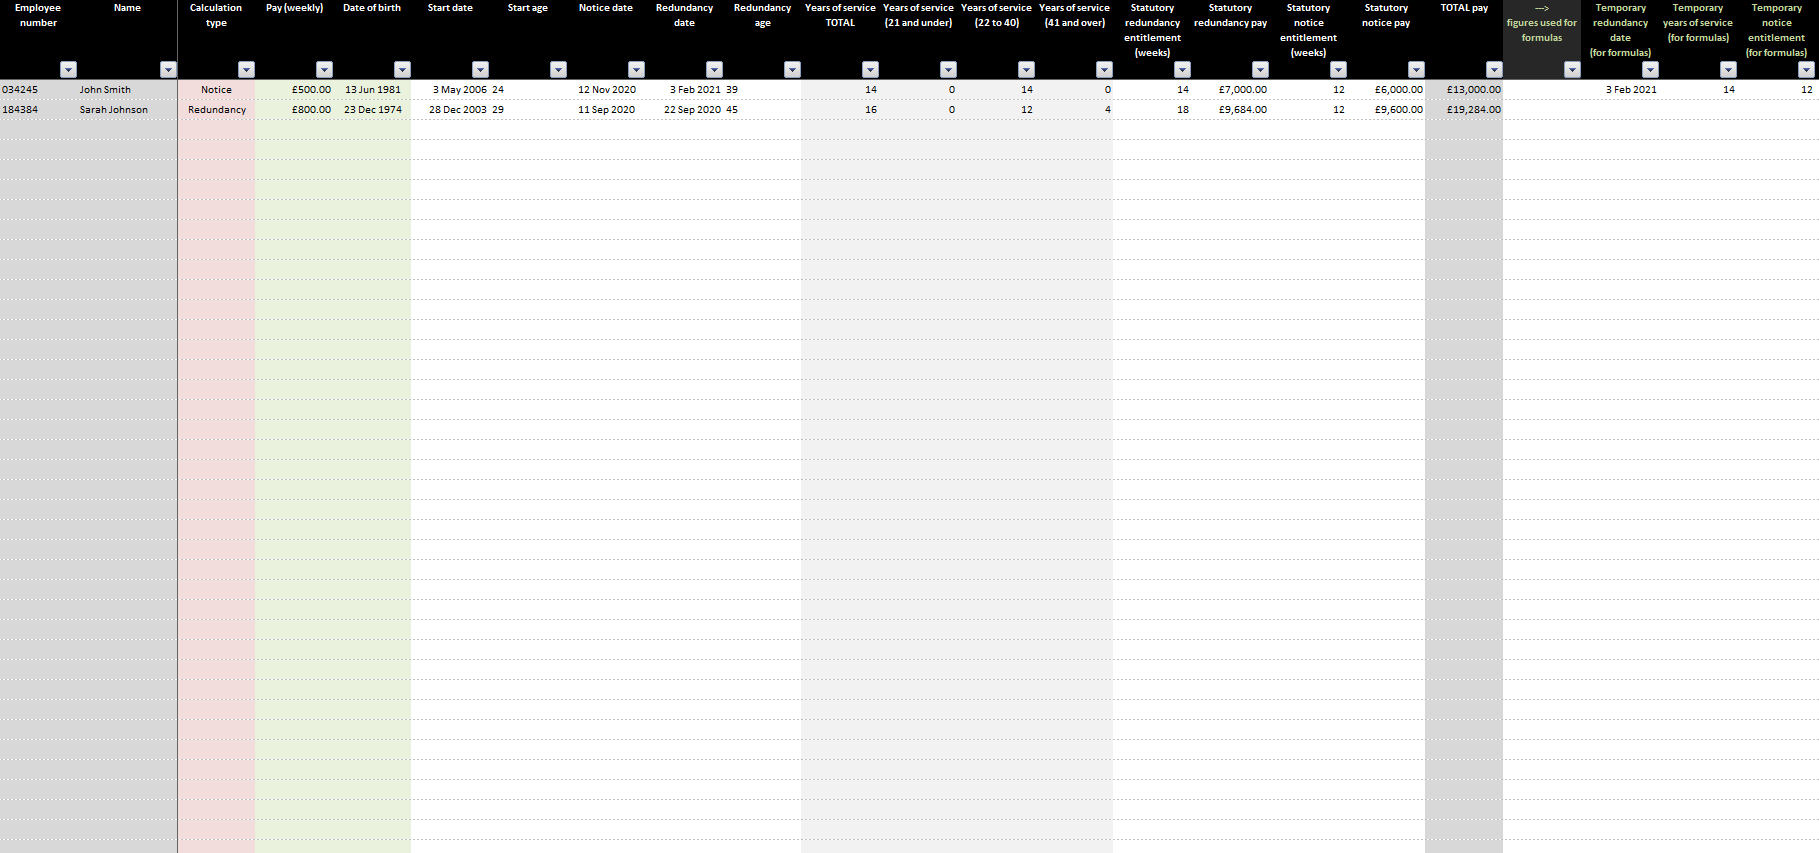 Employee number Name Calculation type Pay (weekly) Date of birth Start date Start age Notice date Redundancy date Redundancy age Years of service TOTAL Years of service (21 and under) Years of service (22 to 40) Years of service (41 and over) Statutory redundancy entitlement (weeks) Statutory redundancy pay Statutory notice entitlement (weeks) Statutory notice pay TOTAL pay ---> figures used for formulas Temporary redundancy date (for formulas) Temporary years of service (for formulas) Temporary notice entitlement (for formulas)
034245 John Smith Notice £500.00 13 Jun 1981 3 May 2006 24 12 Nov 2020 3 Feb 2021 39 14 0 14 0 14 £7,000.00 12 £6,000.00 £13,000.00 3 Feb 2021 14 12
184384 Sarah Johnson Redundancy £800.00 23 Dec 1974 28 Dec 2003 29 11 Sep 2020 22 Sep 2020 45 16 0 12 4 18 £9,684.00 12 £9,600.00 £19,284.00